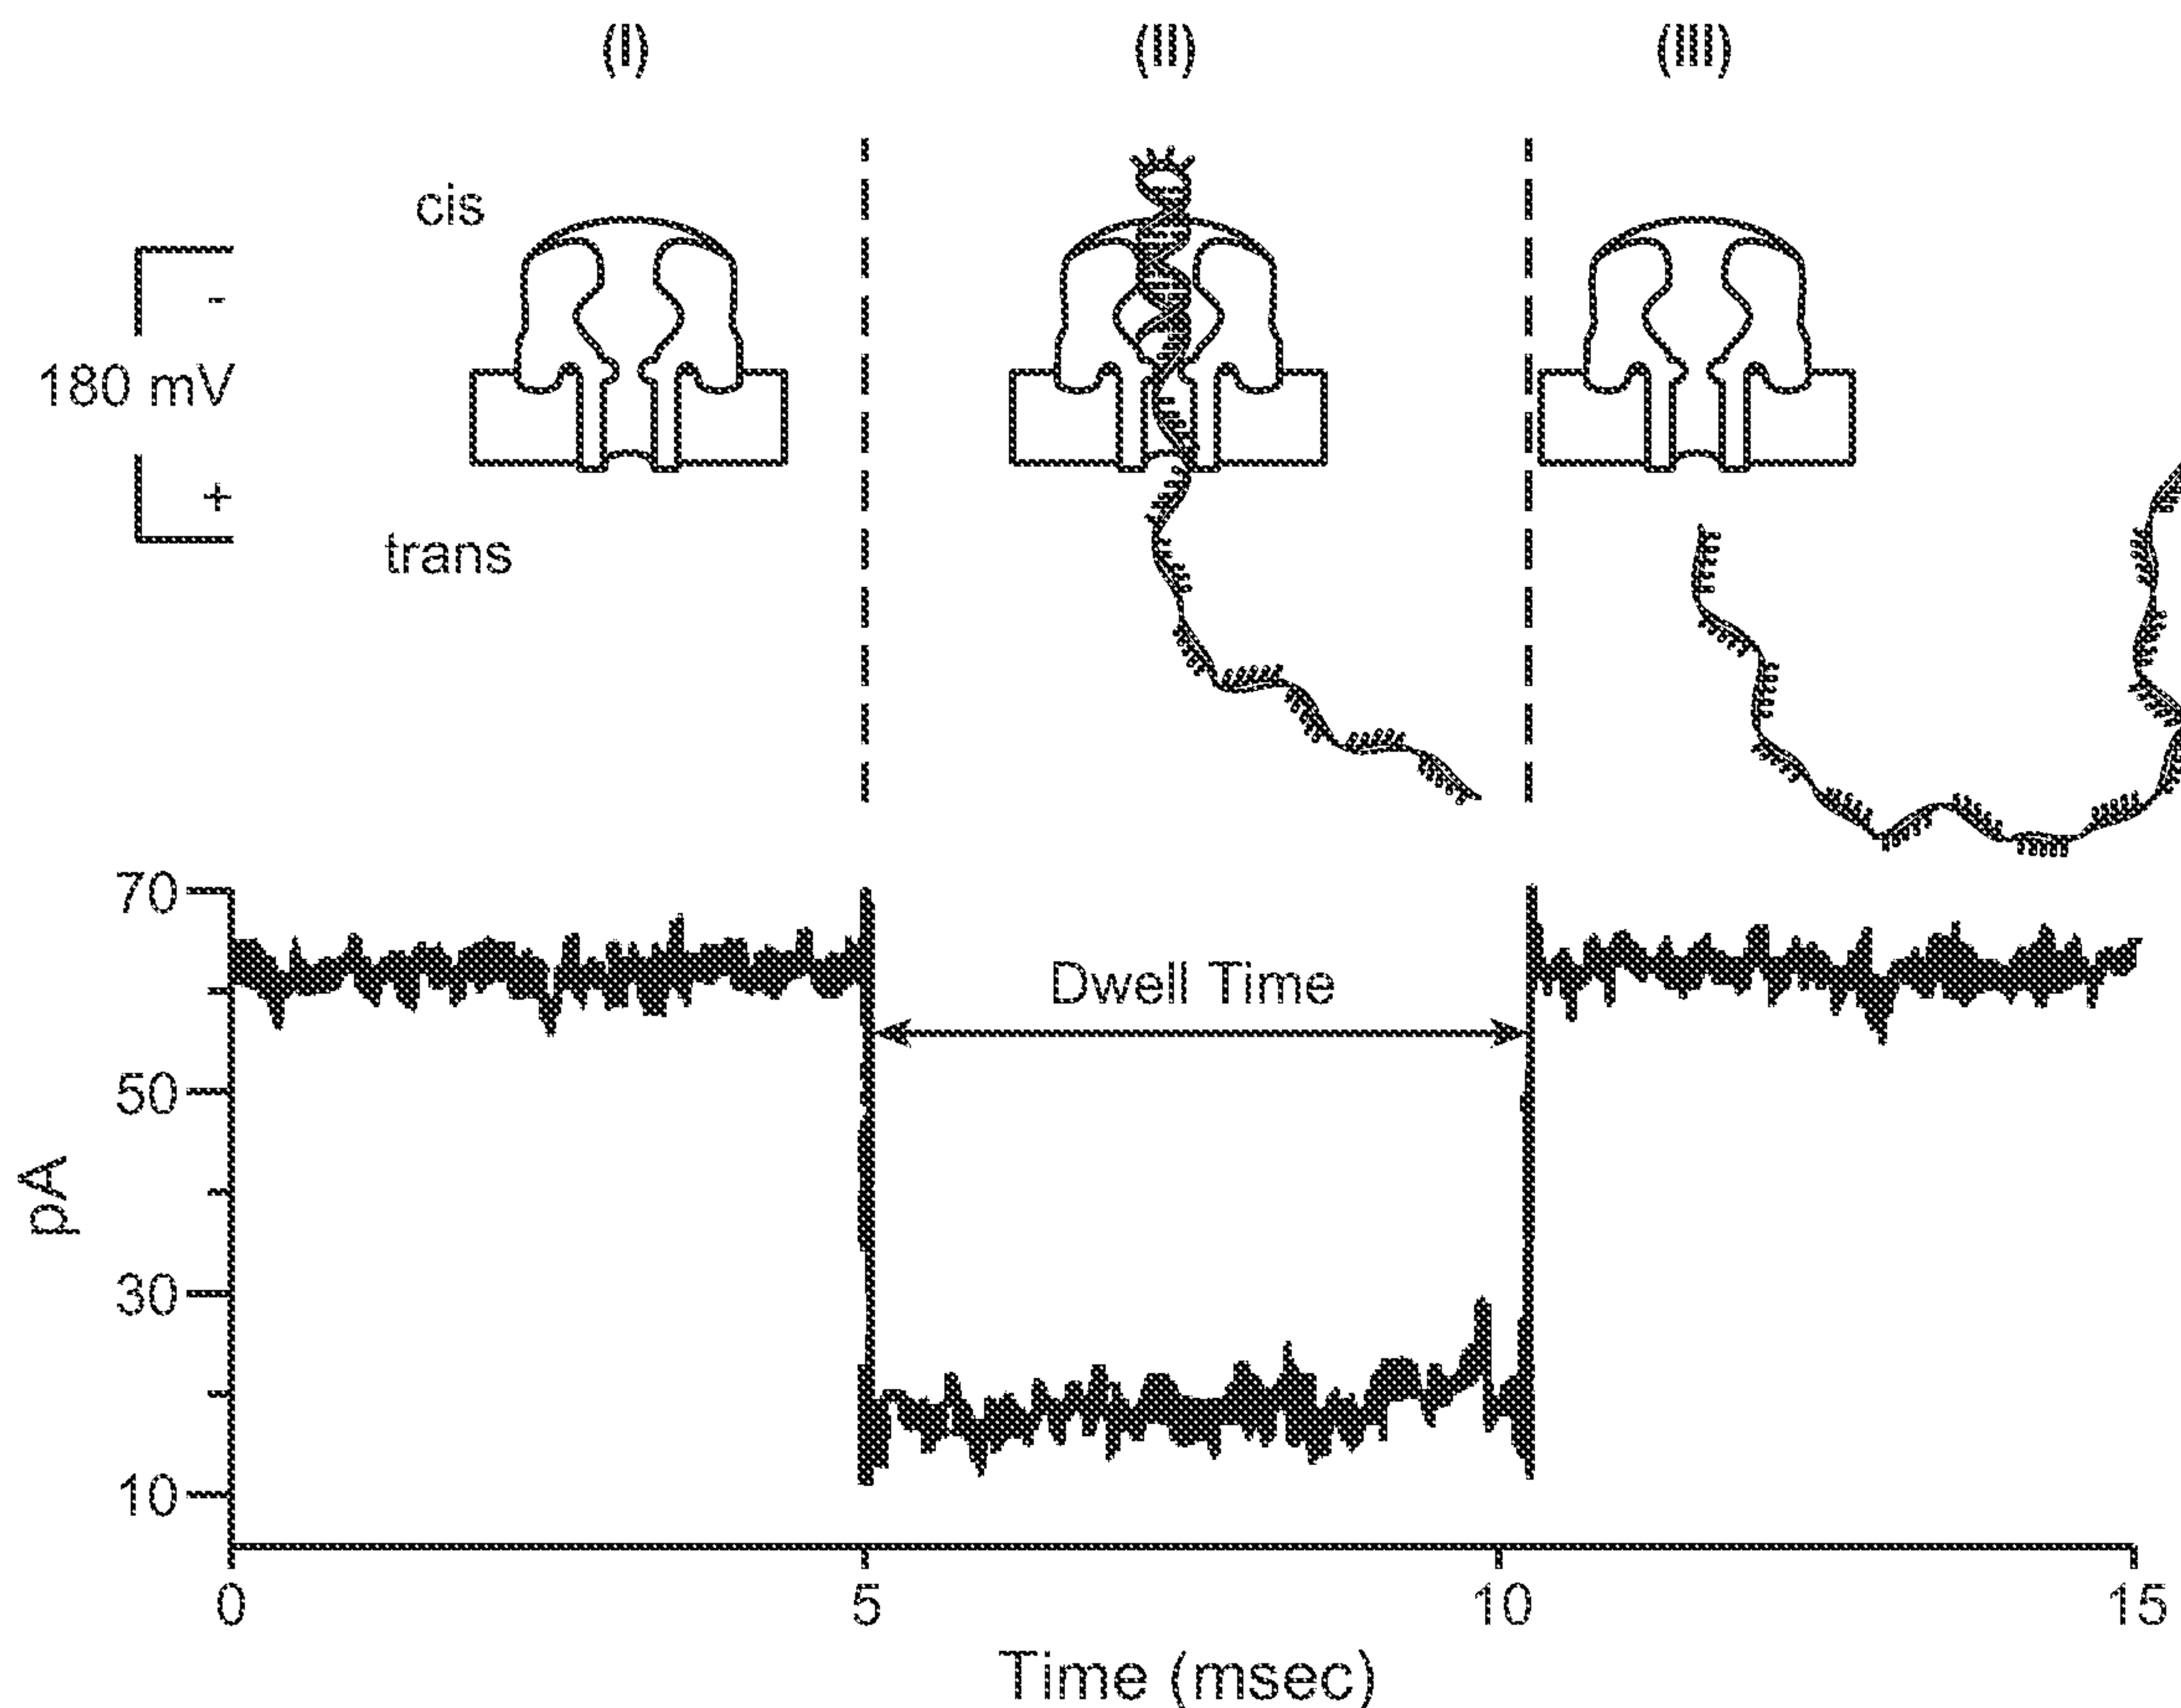 (I) (II) (III)
cis
-
180 mV
+
trans
70
Dwell Time
50
pA
30
10
0 5 10 15
Time (msec)